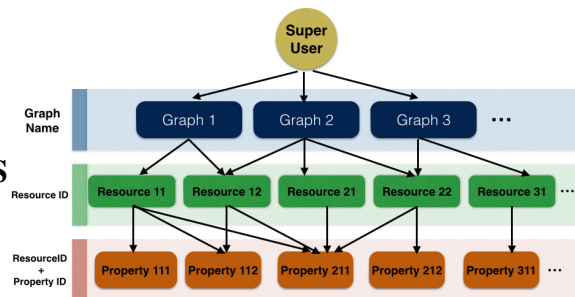 Super
User
Graph
Name
Graph 1
Graph 2
Graph 3
...
s
Resource ID
Resource 11
Resource 12
Resource 21
Resource 22
Resource 31
...
ResourceID
+
Property ID
Property 111
Property 112
Property 211
Property 212
Property 311
...